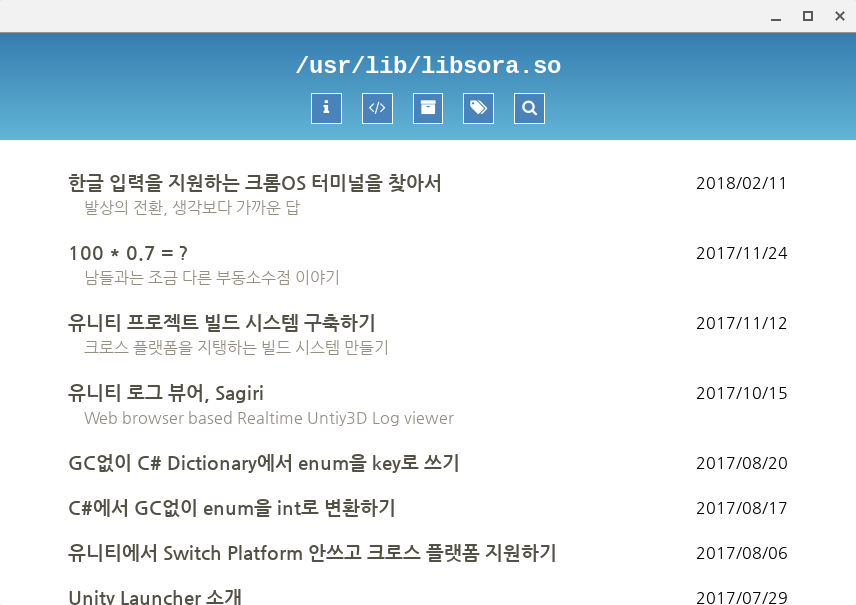 /usr/lib/libsora.so
한글 입력을 지원하는 크롬OS 터미널을 찾아서 2018/02/11
발상의 전환, 생각보다 가까운 답
100 * 0.7 = ? 2017/11/24
남들과는 조금 다른 부동소수점 이야기
유니티 프로젝트 빌드 시스템 구축하기 2017/11/12
크로스 플랫폼을 지탱하는 빌드 시스템 만들기
유니티 로그 뷰어, Sagiri 2017/10/15
Web browser based Realtime Untiy3D Log viewer
GC없이 C# Dictionary에서 enum을 key로 쓰기 2017/08/20
C#에서 GC없이 enum을 int로 변환하기 2017/08/17
유니티에서 Switch Platform 안쓰고 크로스 플랫폼 지원하기 2017/08/06
Unity Launcher 소개 2017/07/29